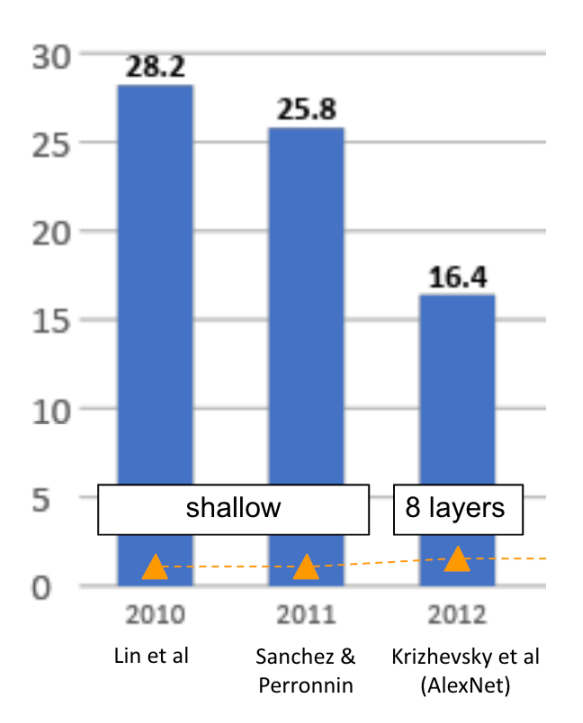 30
28.2
25.8
25
20
16.4
15
10
5
shallow
8 layers
0
2010
2011
2012
Lin et al
Sanchez &
Perronnin
Krizhevsky et al
(AlexNet)